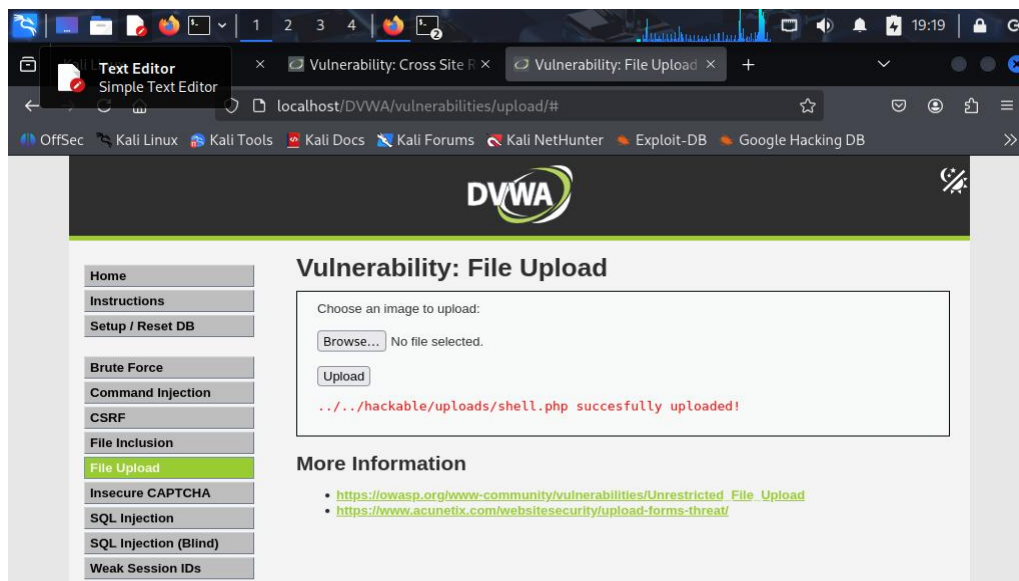 1 2 3 4 2 19:19 G
Text Editor
Simple Text Editor
Vulnerability: Cross Site R
Vulnerability: File Upload
localhost/DVWA/vulnerabilities/upload/#
OffSec Kali Linux Kali Tools Kali Docs Kali Forums Kali NetHunter Exploit-DB Google Hacking DB
DVWA
Vulnerability: File Upload
Home
Instructions
Setup / Reset DB
Brute Force
Command Injection
CSRF
File Inclusion
File Upload
Insecure CAPTCHA
SQL Injection
SQL Injection (Blind)
Weak Session IDs
Choose an image to upload:
Browse... No file selected.
Upload
../../hackable/uploads/shell.php succesfully uploaded!
More Information
https://owasp.org/www-community/vulnerabilities/Unrestricted_File_Upload
https://www.acunetix.com/websitesecurity/upload-forms-threat/